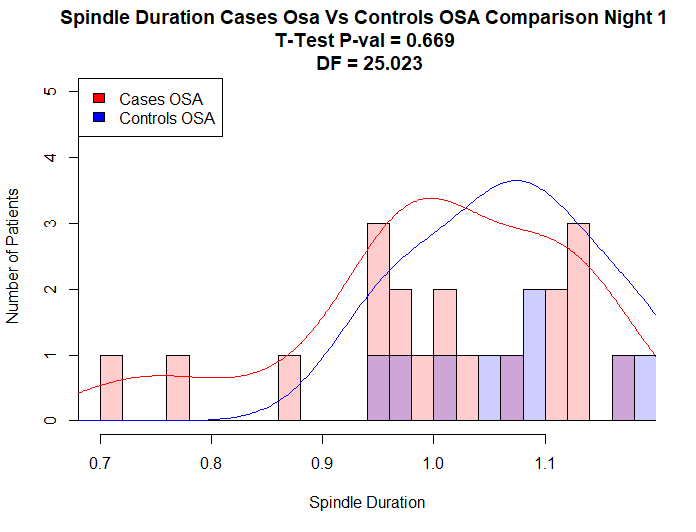 Spindle Duration Cases Osa Vs Controls OSA Comparison Night 1
T-Test P-val = 0.669
DF = 25.023
Cases OSA
Controls OSA
Number of Patients
5
4
3
2
1
0
0.7 0.8 0.9 1.0 1.1
Spindle Duration